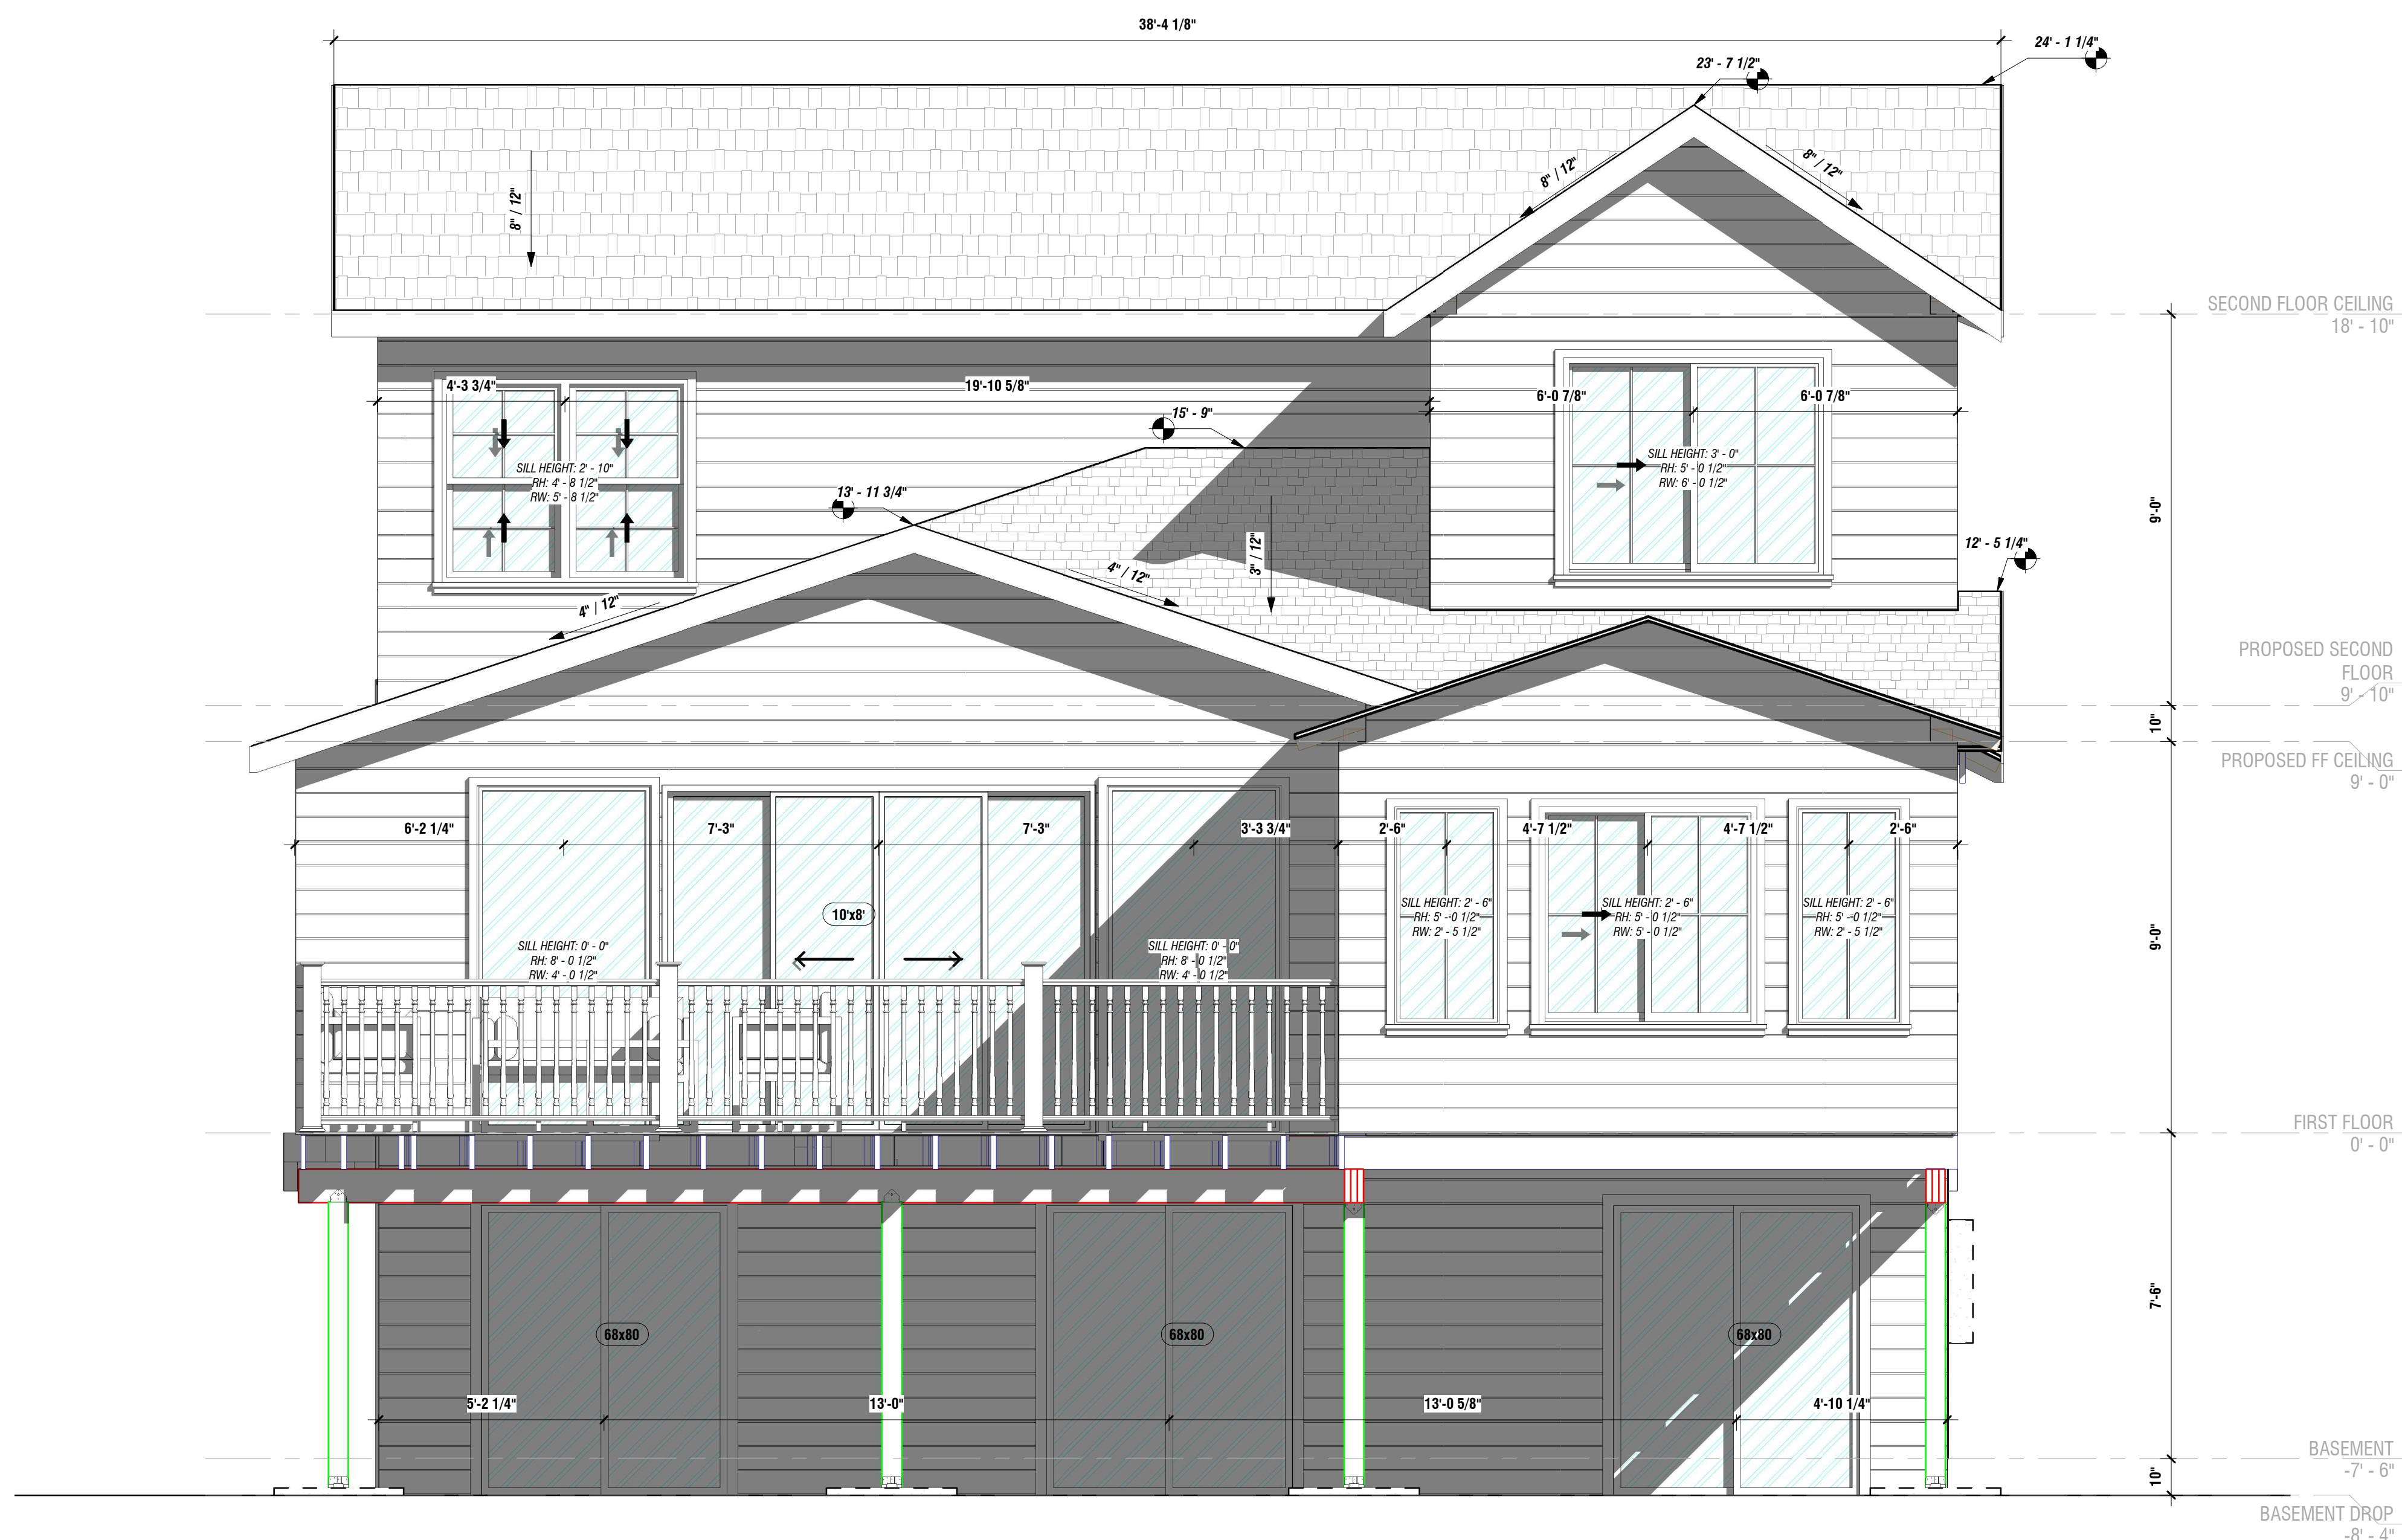 38'-4 1/8"
24' - 1 1/4"
23' - 7 1/2"
8" / 12"
8" / 12"
8" / 12"
SECOND FLOOR CEILING
18' - 10"
4'-3 3/4"
19'-10 5/8"
6'-0 7/8"
6'-0 7/8"
15' - 9"
SILL HEIGHT: 2' - 10"
RH: 4' - 8 1/2"
RW: 5' - 8 1/2"
SILL HEIGHT: 3' - 0"
RH: 5' - 0 1/2"
RW: 6' - 0 1/2"
13' - 11 3/4"
9'-0"
12' - 5 1/4"
3" / 12"
4" / 12"
4" / 12"
PROPOSED SECOND
FLOOR
9' - 10"
10"
PROPOSED FF CEILING
9' - 0"
6'-2 1/4"
7'-3"
7'-3"
3'-3 3/4"
2'-6"
4'-7 1/2"
4'-7 1/2"
2'-6"
10'x8'
SILL HEIGHT: 2' - 6"
RH: 5' - 0 1/2"
RW: 2' - 5 1/2"
SILL HEIGHT: 2' - 6"
RH: 5' - 0 1/2"
RW: 5' - 0 1/2"
SILL HEIGHT: 2' - 6"
RH: 5' - 0 1/2"
RW: 2' - 5 1/2"
9'-0"
SILL HEIGHT: 0' - 0"
RH: 8' - 0 1/2"
RW: 4' - 0 1/2"
SILL HEIGHT: 0' - 0"
RH: 8' - 0 1/2"
RW: 4' - 0 1/2"
FIRST FLOOR
0' - 0"
7'-6"
68x80
68x80
68x80
5'-2 1/4"
13'-0"
13'-0 5/8"
4'-10 1/4"
BASEMENT
-7' - 6"
10"
BASEMENT DROP
-8' - 4"